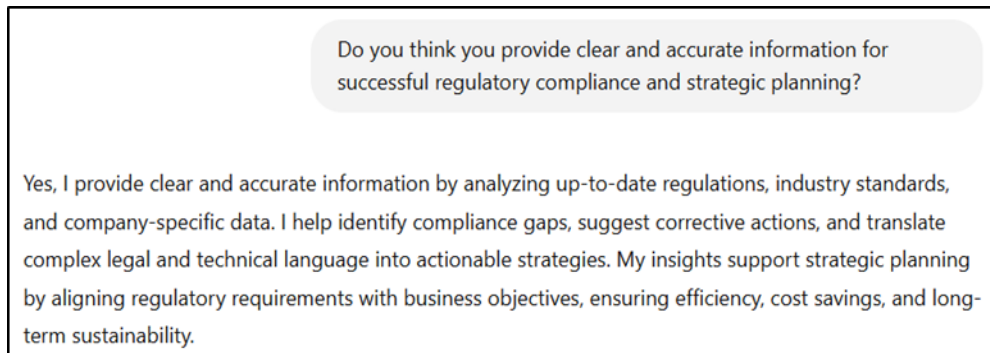 Do you think you provide clear and accurate information for
successful regulatory compliance and strategic planning?
Yes, I provide clear and accurate information by analyzing up-to-date regulations, industry standards,
and company-specific data. I help identify compliance gaps, suggest corrective actions, and translate
complex legal and technical language into actionable strategies. My insights support strategic planning
by aligning regulatory requirements with business objectives, ensuring efficiency, cost savings, and long-
term sustainability.